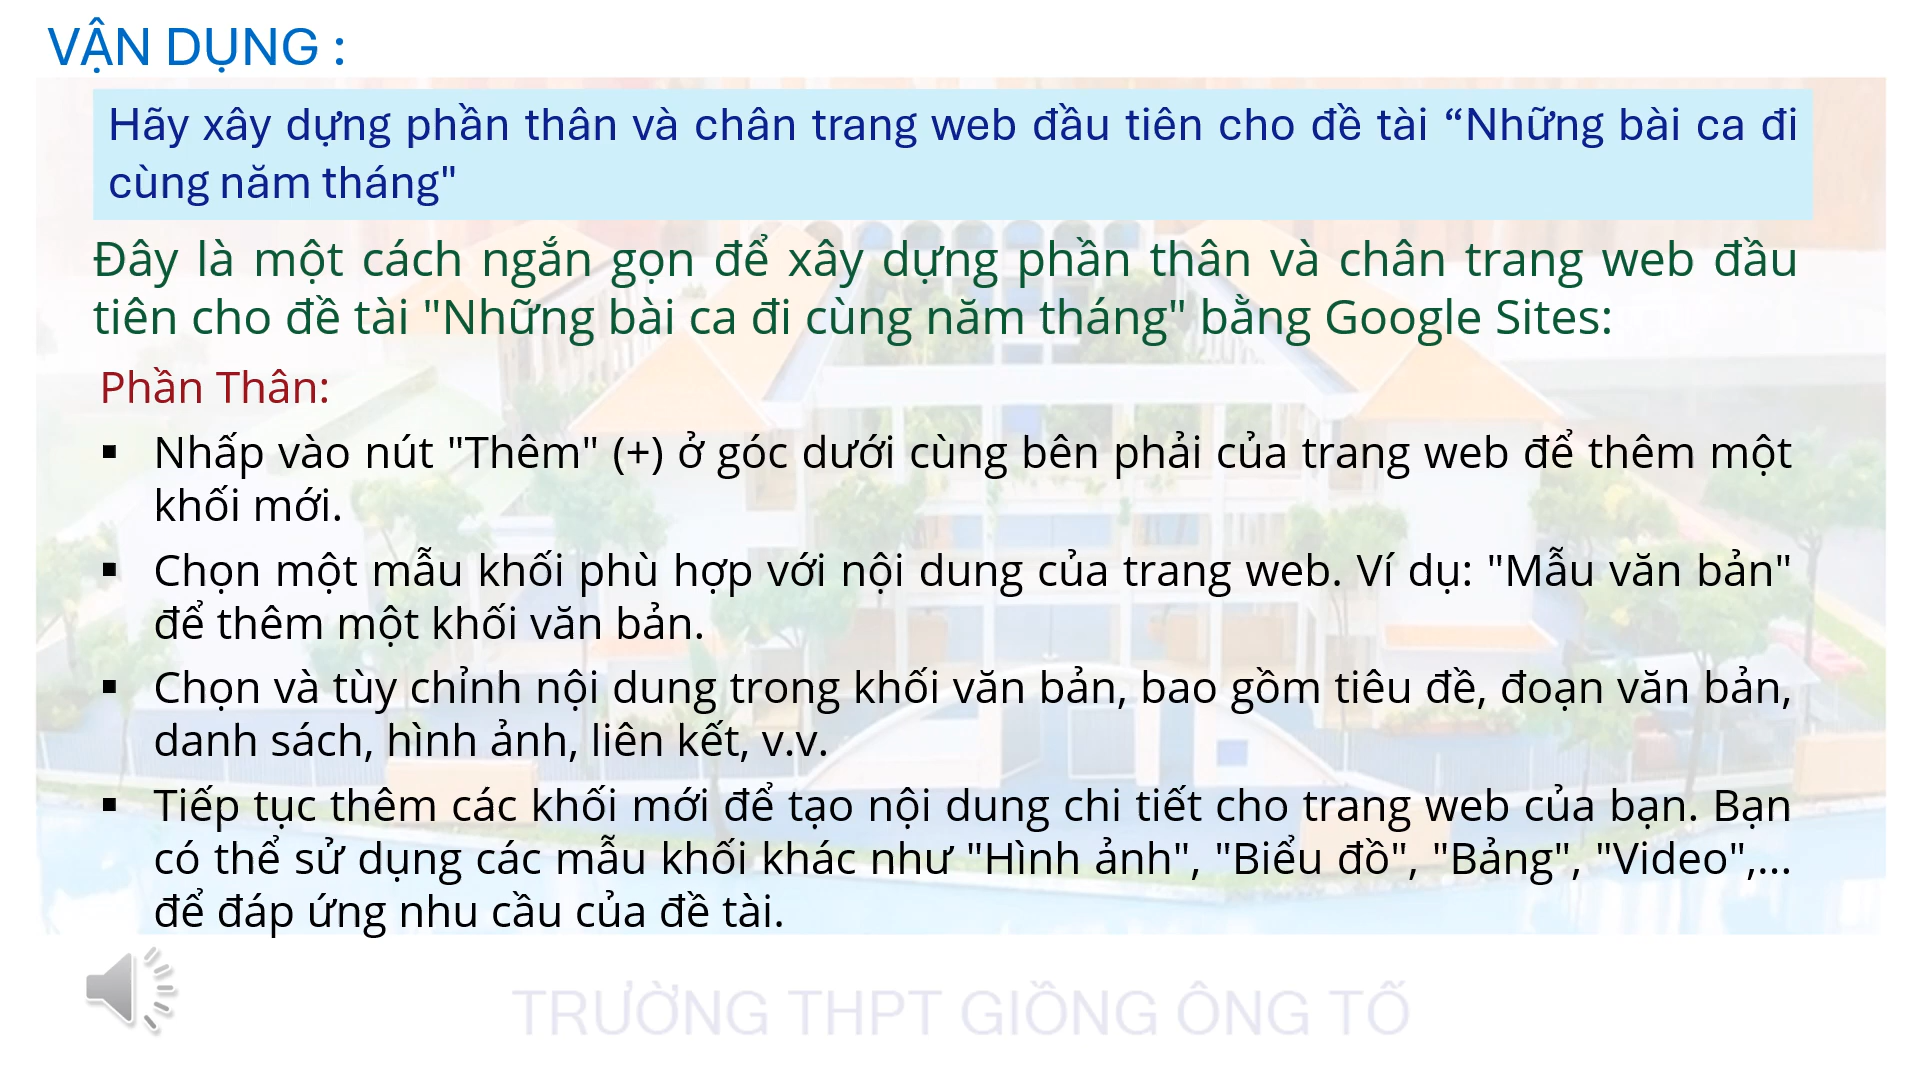 VẬN DỤNG :
Hãy xây dựng phần thân và chân trang web đầu tiên cho đề tài “Những bài ca đi
cùng năm tháng"
Đây là một cách ngắn gọn để xây dựng phần thân và chân trang web đầu
tiên cho đề tài "Những bài ca đi cùng năm tháng" bằng Google Sites:
Phần Thân:
▪ Nhấp vào nút "Thêm" (+) ở góc dưới cùng bên phải của trang web để thêm một
khối mới.
▪ Chọn một mẫu khối phù hợp với nội dung của trang web. Ví dụ: "Mẫu văn bản"
để thêm một khối văn bản.
▪ Chọn và tùy chỉnh nội dung trong khối văn bản, bao gồm tiêu đề, đoạn văn bản,
danh sách, hình ảnh, liên kết, v.v.
▪ Tiếp tục thêm các khối mới để tạo nội dung chi tiết cho trang web của bạn. Bạn
có thể sử dụng các mẫu khối khác như "Hình ảnh", "Biểu đồ", "Bảng", "Video",...
để đáp ứng nhu cầu của đề tài.
TRƯỜNG THPT GIỒNG ÔNG TỐ